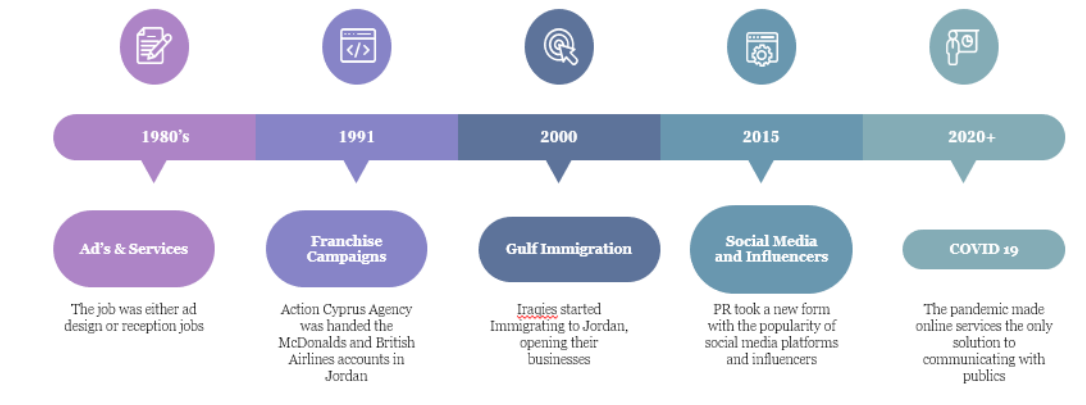 1980's
1991
2000
2015
2020+
Ad's & Services
Franchise
Campaigns
Gulf Immigration
Social Media
and Influencers
COVID 19
The job was either ad
design or reception jobs
Action Cyprus Agency
was handed the
McDonalds and British
Airlines accounts in
Jordan
Iraqies started
Immigrating to Jordan,
opening their
businesses
PR took a new form
with the popularity of
social media platforms
and influencers
The pandemic made
online services the only
solution to
communicating with
publics